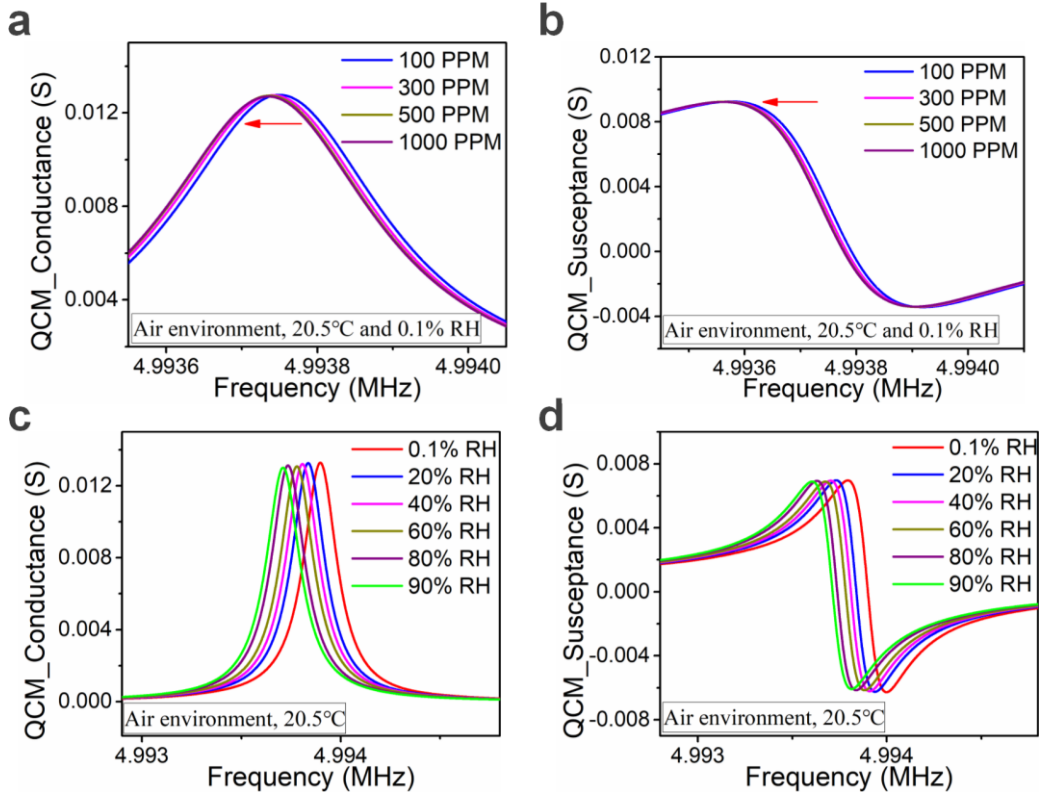 a
QCM_Conductance (S)
0.012
0.008
0.004
100 PPM
300 PPM
500 PPM
1000 PPM
Air environment, 20.5℃ and 0.1% RH
4.9936
4.9938
4.9940
Frequency (MHz)
b
QCM_Susceptance (S)
0.012
0.008
0.004
0.000
-0.004
100 PPM
300 PPM
500 PPM
1000 PPM
Air environment, 20.5℃ and 0.1% RH
4.9936
4.9938
4.9940
Frequency (MHz)
c
QCM_Conductance (S)
0.012
0.008
0.004
0.000
0.1% RH
20% RH
40% RH
60% RH
80% RH
90% RH
Air environment, 20.5℃
4.993
4.994
Frequency (MHz)
d
QCM_Susceptance (S)
0.008
0.004
0.000
-0.004
-0.008
0.1% RH
20% RH
40% RH
60% RH
80% RH
90% RH
Air environment, 20.5℃
4.993
4.994
Frequency (MHz)